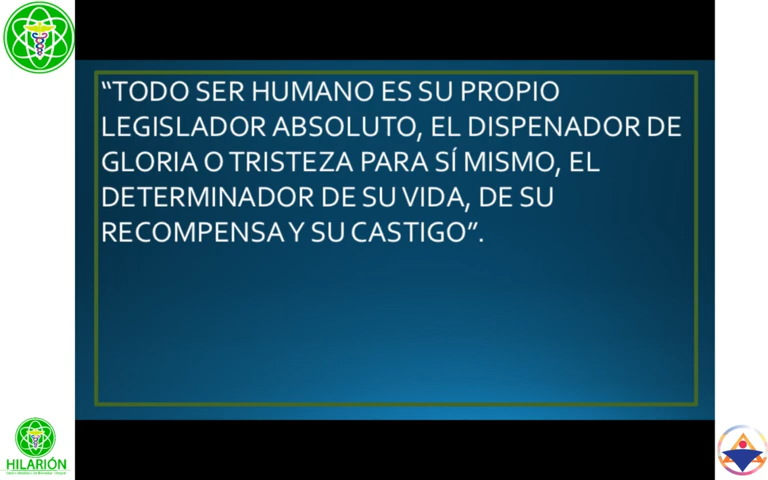 “TODO SER HUMANO ES SU PROPIO
LEGISLADOR ABSOLUTO, EL DISPENADOR DE
GLORIA O TRISTEZA PARA SÍ MISMO, EL
DETERMINADOR DE SU VIDA, DE SU
RECOMPENSA Y SU CASTIGO”.
HILARIÓN